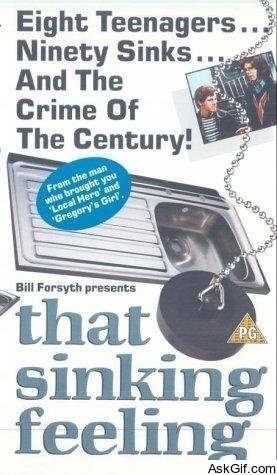 Eight Teenagers...
Ninety Sinks....
And The
Crime Of
The Century!
From the man
who brought you
'Local Hero' and
'Gregory's Girl'.
Bill Forsyth presents
PG
that
sinking
feeling
AskGif.com